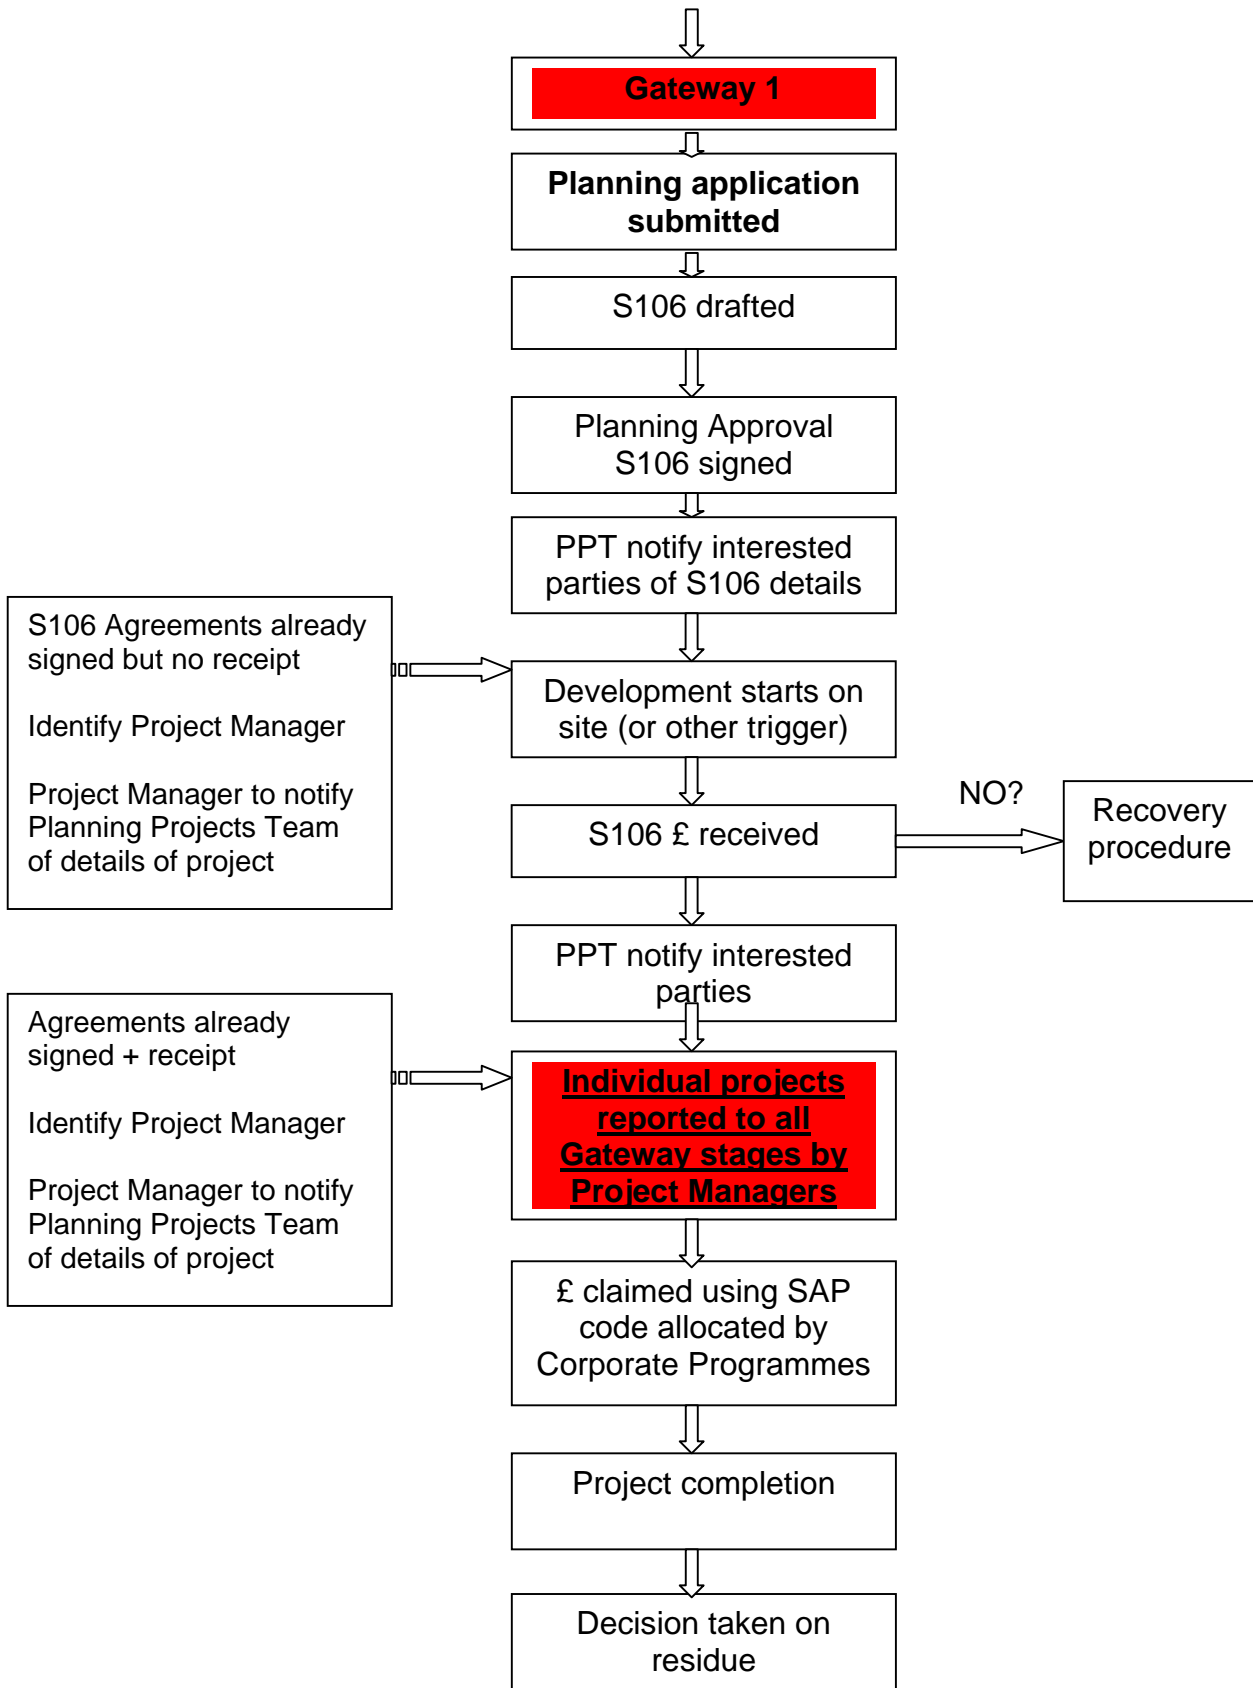 Gateway 1
Planning application
submitted
S106 drafted
Planning Approval
S106 signed
PPT notify interested
parties of S106 details
S106 Agreements already
signed but no receipt
Identify Project Manager
Project Manager to notify
Planning Projects Team
of details of project
Development starts on
site (or other trigger)
S106 £ received
NO?
Recovery
procedure
PPT notify interested
parties
Agreements already
signed + receipt
Identify Project Manager
Project Manager to notify
Planning Projects Team
of details of project
Individual projects
reported to all
Gateway stages by
Project Managers
£ claimed using SAP
code allocated by
Corporate Programmes
Project completion
Decision taken on
residue